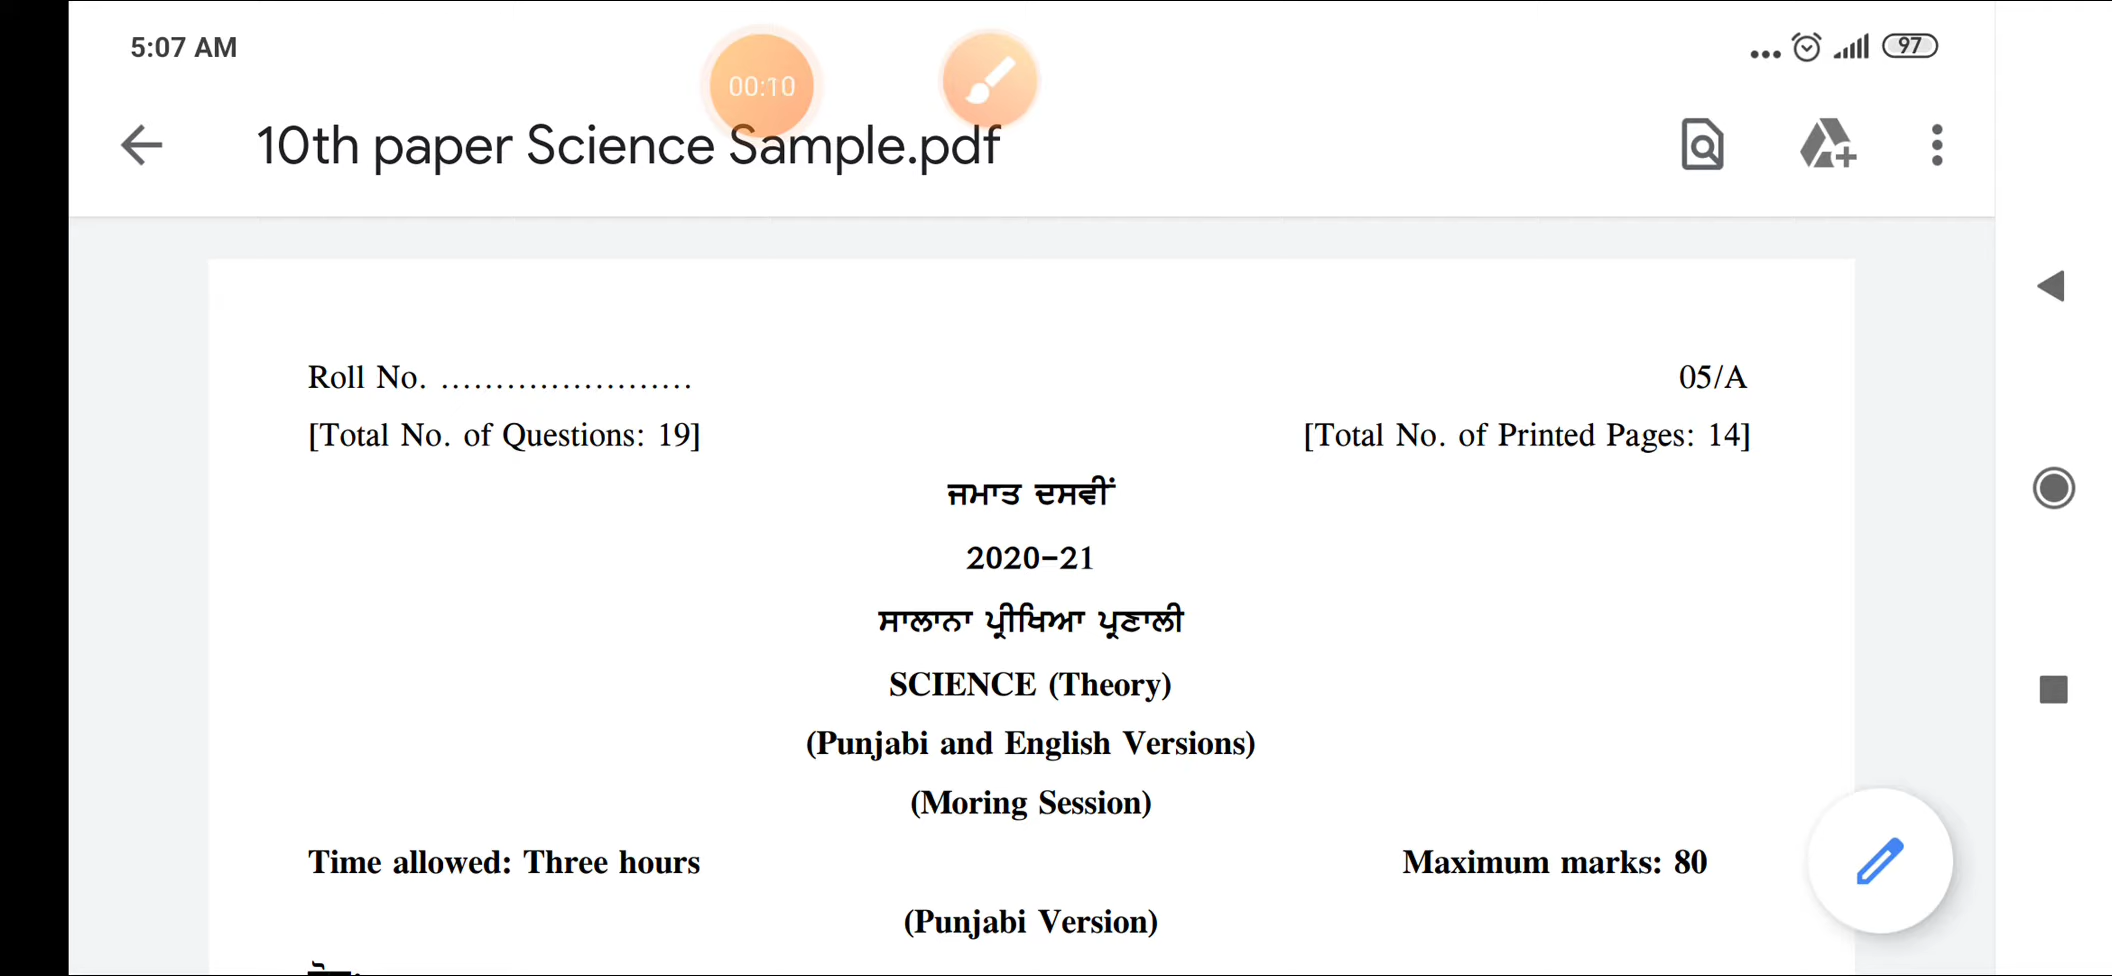 5:07 AM
97
00:10
10th paper Science Sample.pdf
Roll No. .......................
05/A
[Total No. of Questions: 19]
[Total No. of Printed Pages: 14]
ਜਮਾਤ ਦਸਵੀਂ
2020-21
ਸਾਲਾਨਾ ਪ੍ਰੀਖਿਆ ਪ੍ਰਣਾਲੀ
SCIENCE (Theory)
(Punjabi and English Versions)
(Moring Session)
Time allowed: Three hours
Maximum marks: 80
(Punjabi Version)